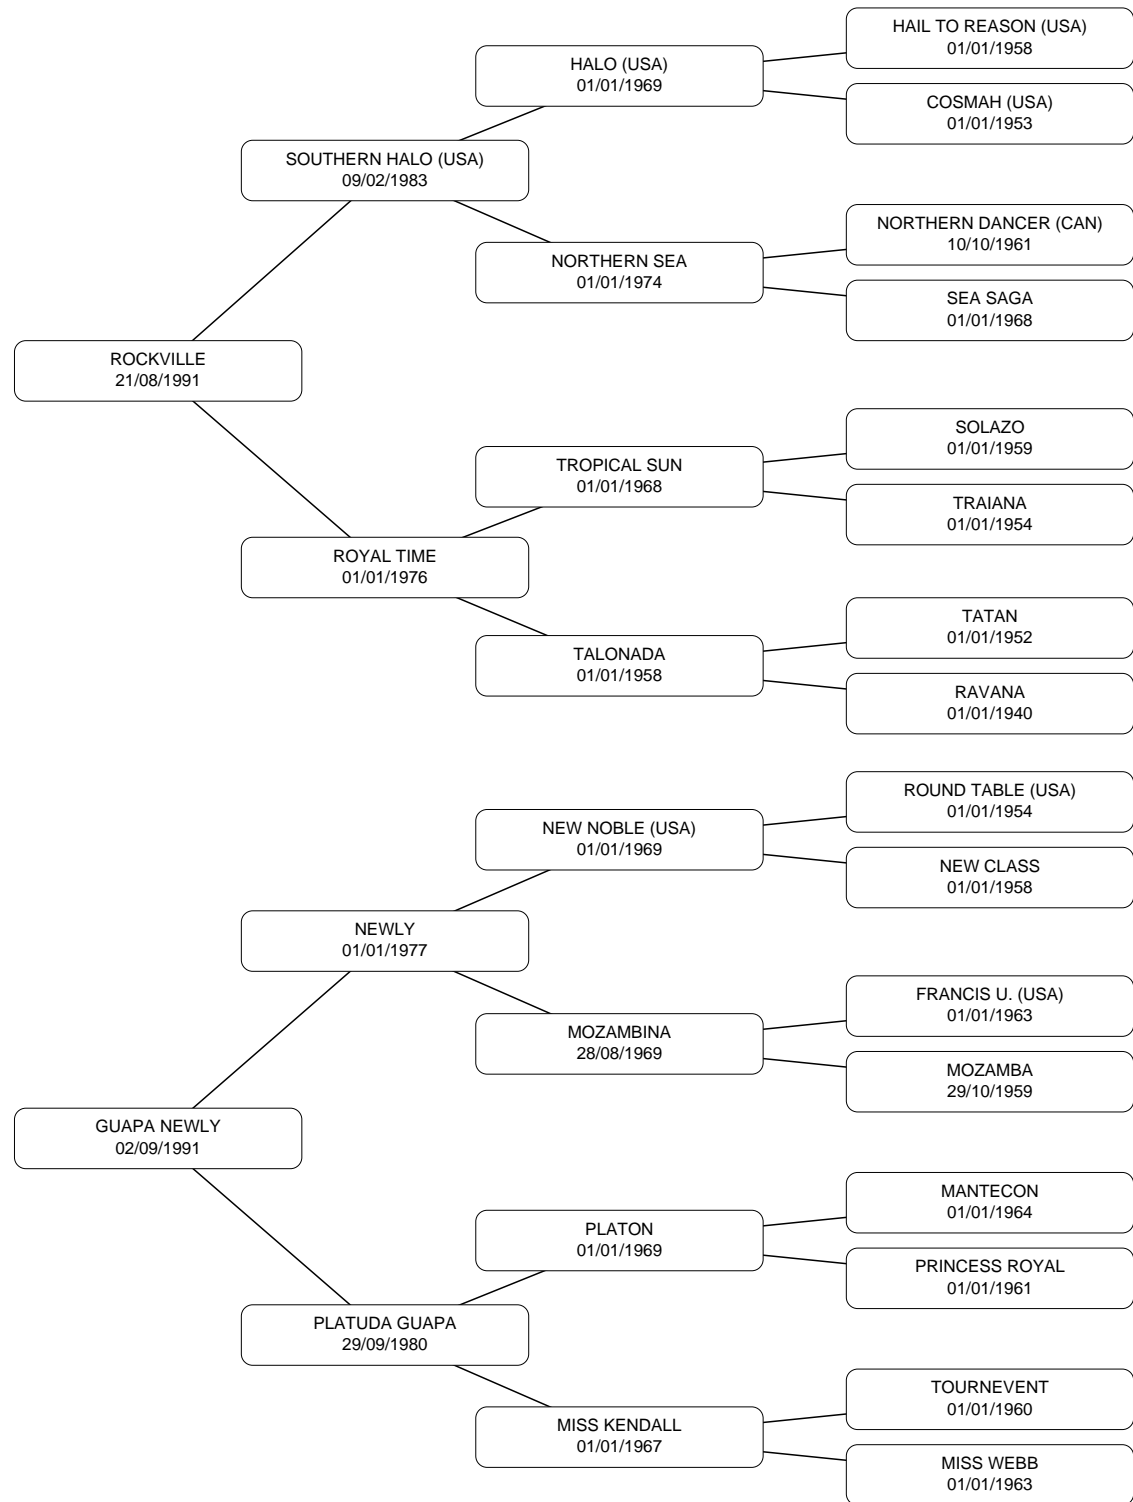 HAIL TO REASON (USA)
01/01/1958
HALO (USA)
01/01/1969
COSMAH (USA)
01/01/1953
SOUTHERN HALO (USA)
09/02/1983
NORTHERN DANCER (CAN)
10/10/1961
NORTHERN SEA
01/01/1974
SEA SAGA
01/01/1968
ROCKVILLE
21/08/1991
SOLAZO
01/01/1959
TROPICAL SUN
01/01/1968
TRAIANA
01/01/1954
ROYAL TIME
01/01/1976
TATAN
01/01/1952
TALONADA
01/01/1958
RAVANA
01/01/1940
ROUND TABLE (USA)
01/01/1954
NEW NOBLE (USA)
01/01/1969
NEW CLASS
01/01/1958
NEWLY
01/01/1977
FRANCIS U. (USA)
01/01/1963
MOZAMBINA
28/08/1969
MOZAMBA
29/10/1959
GUAPA NEWLY
02/09/1991
MANTECON
01/01/1964
PLATON
01/01/1969
PRINCESS ROYAL
01/01/1961
PLATUDA GUAPA
29/09/1980
TOURNEVENT
01/01/1960
MISS KENDALL
01/01/1967
MISS WEBB
01/01/1963